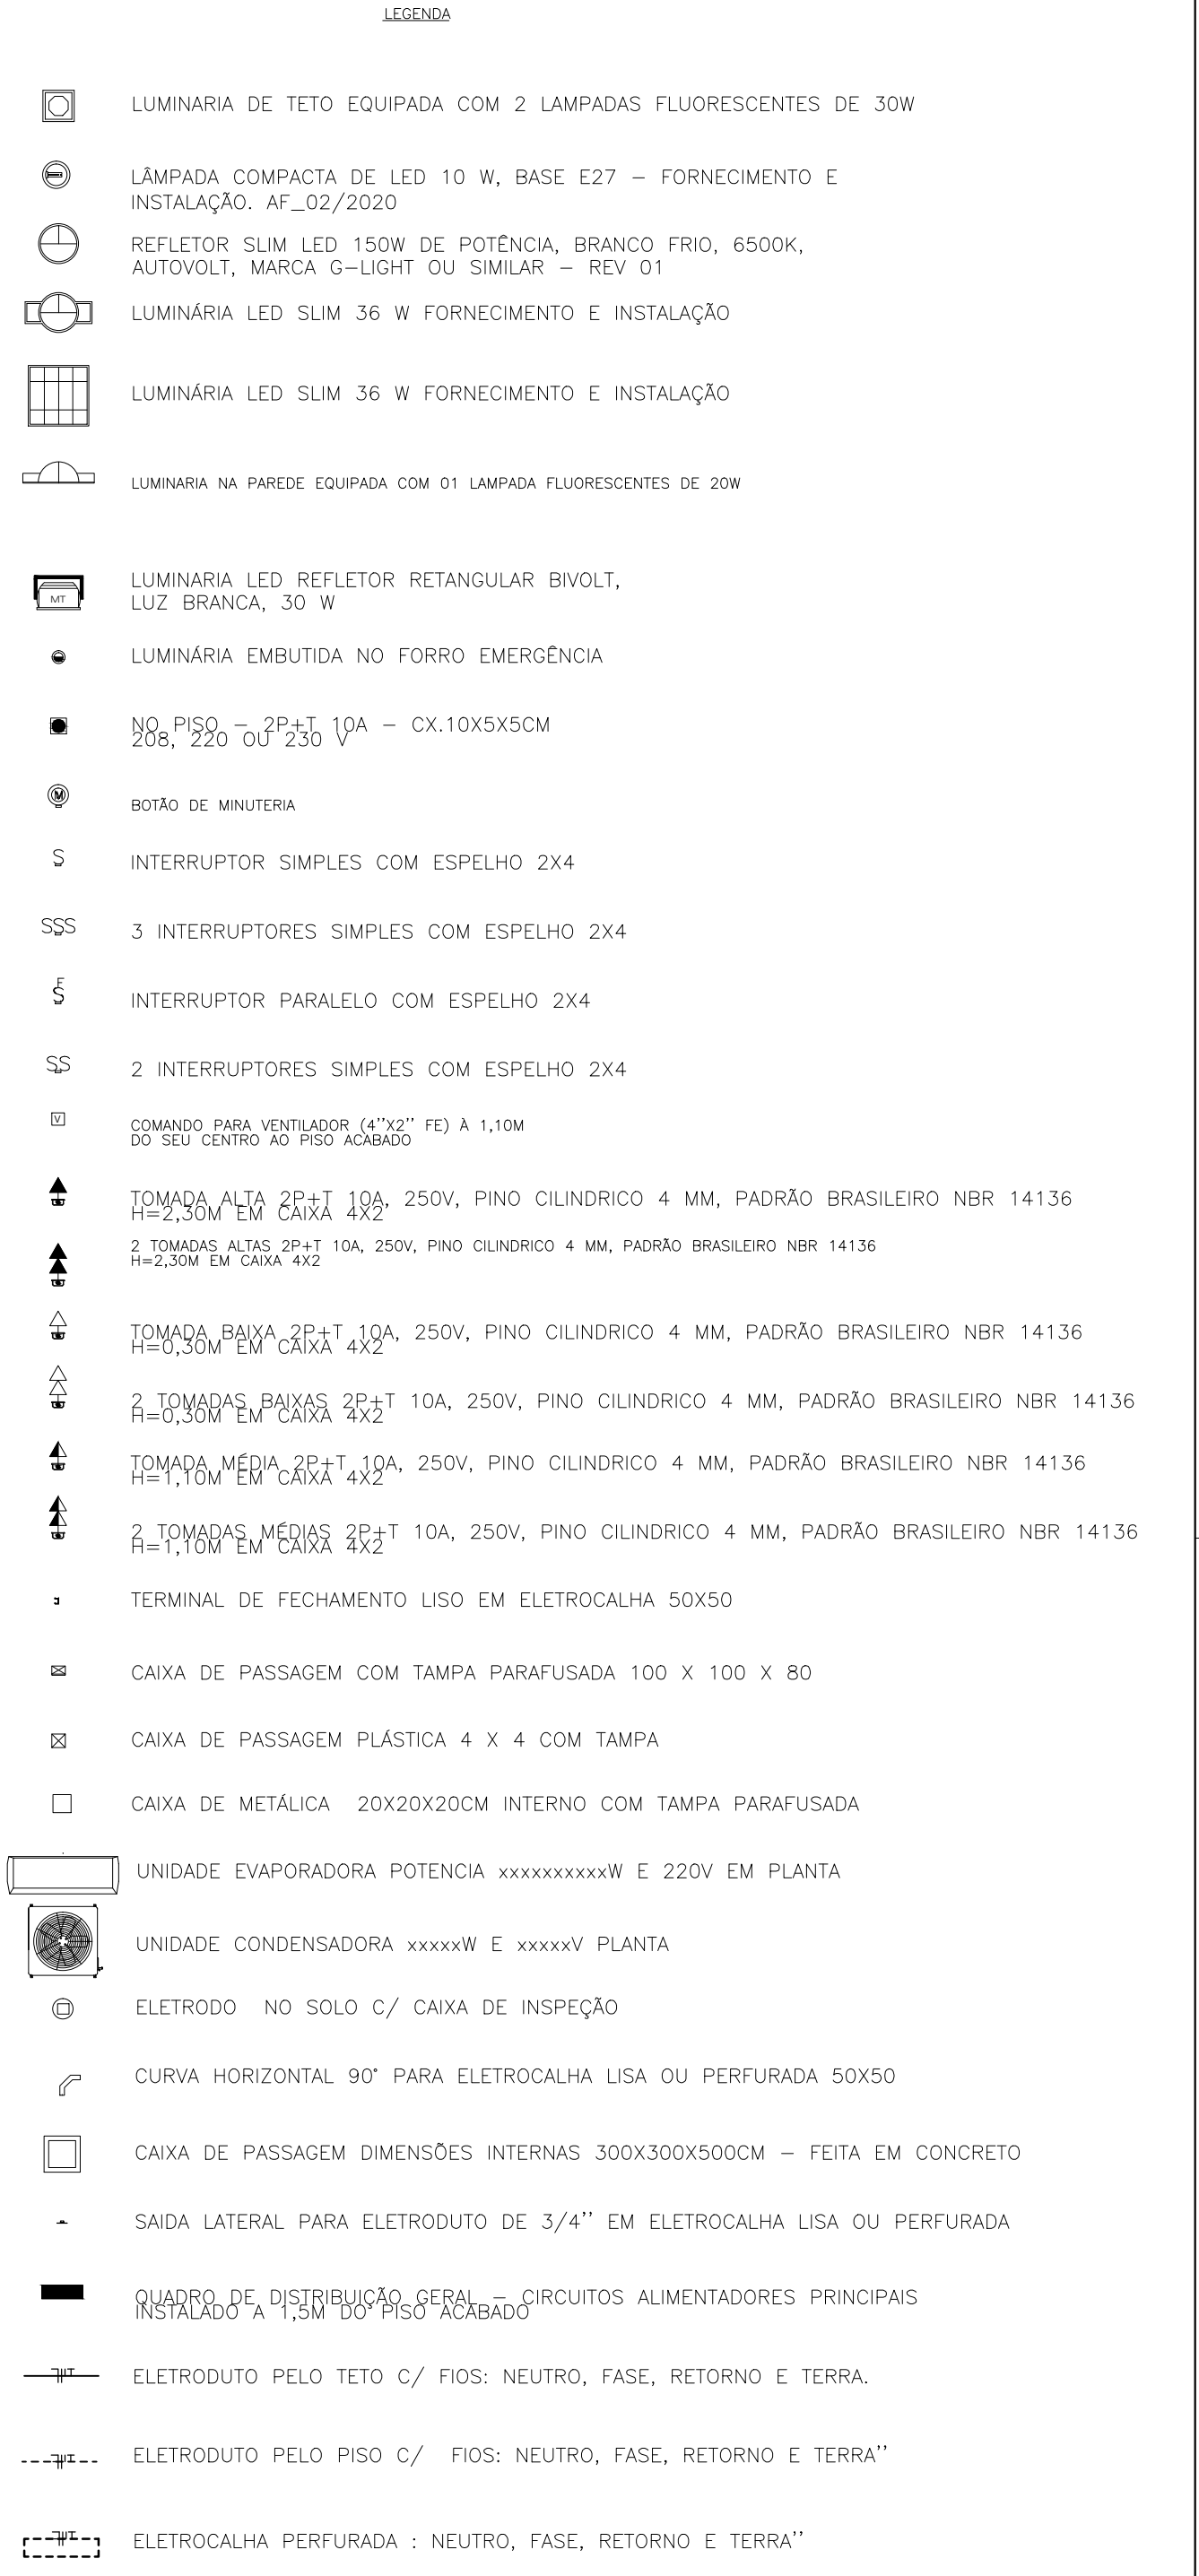 LEGENDA
LUMINARIA DE TETO EQUIPADA COM 2 LAMPADAS FLUORESCENTES DE 30W
LÂMPADA COMPACTA DE LED 10 W, BASE E27 – FORNECIMENTO E
INSTALAÇÃO. AF_02/2020
REFLETOR SLIM LED 150W DE POTÊNCIA, BRANCO FRIO, 6500K,
AUTOVOLT, MARCA G–LIGHT OU SIMILAR – REV 01
LUMINÁRIA LED SLIM 36 W FORNECIMENTO E INSTALAÇÃO
LUMINÁRIA LED SLIM 36 W FORNECIMENTO E INSTALAÇÃO
LUMINARIA NA PAREDE EQUIPADA COM 01 LAMPADA FLUORESCENTES DE 20W
MT
LUMINARIA LED REFLETOR RETANGULAR BIVOLT,
LUZ BRANCA, 30 W
LUMINÁRIA EMBUTIDA NO FORRO EMERGÊNCIA
NO PISO – 2P+T 10A – CX.10X5X5CM
208, 220 OU 230 V
M
BOTÃO DE MINUTERIA
S
INTERRUPTOR SIMPLES COM ESPELHO 2X4
SSS
3 INTERRUPTORES SIMPLES COM ESPELHO 2X4
F
S
INTERRUPTOR PARALELO COM ESPELHO 2X4
SS
2 INTERRUPTORES SIMPLES COM ESPELHO 2X4
V
COMANDO PARA VENTILADOR (4''X2'' FE) À 1,10M
DO SEU CENTRO AO PISO ACABADO
TOMADA ALTA 2P+T 10A, 250V, PINO CILINDRICO 4 MM, PADRÃO BRASILEIRO NBR 14136
H=2,30M EM CAIXA 4X2
2 TOMADAS ALTAS 2P+T 10A, 250V, PINO CILINDRICO 4 MM, PADRÃO BRASILEIRO NBR 14136
H=2,30M EM CAIXA 4X2
TOMADA BAIXA 2P+T 10A, 250V, PINO CILINDRICO 4 MM, PADRÃO BRASILEIRO NBR 14136
H=0,30M EM CAIXA 4X2
2 TOMADAS BAIXAS 2P+T 10A, 250V, PINO CILINDRICO 4 MM, PADRÃO BRASILEIRO NBR 14136
H=0,30M EM CAIXA 4X2
TOMADA MÉDIA 2P+T 10A, 250V, PINO CILINDRICO 4 MM, PADRÃO BRASILEIRO NBR 14136
H=1,10M EM CAIXA 4X2
2 TOMADAS MÉDIAS 2P+T 10A, 250V, PINO CILINDRICO 4 MM, PADRÃO BRASILEIRO NBR 14136
H=1,10M EM CAIXA 4X2
TERMINAL DE FECHAMENTO LISO EM ELETROCALHA 50X50
CAIXA DE PASSAGEM COM TAMPA PARAFUSADA 100 X 100 X 80
CAIXA DE PASSAGEM PLÁSTICA 4 X 4 COM TAMPA
CAIXA DE METÁLICA 20X20X20CM INTERNO COM TAMPA PARAFUSADA
UNIDADE EVAPORADORA POTENCIA xxxxxxxxxxW E 220V EM PLANTA
UNIDADE CONDENSADORA xxxxxW E xxxxxV PLANTA
ELETRODO NO SOLO C/ CAIXA DE INSPEÇÃO
CURVA HORIZONTAL 90° PARA ELETROCALHA LISA OU PERFURADA 50X50
CAIXA DE PASSAGEM DIMENSÕES INTERNAS 300X300X500CM – FEITA EM CONCRETO
SAIDA LATERAL PARA ELETRODUTO DE 3/4'' EM ELETROCALHA LISA OU PERFURADA
QUADRO DE DISTRIBUIÇÃO GERAL – CIRCUITOS ALIMENTADORES PRINCIPAIS
INSTALADO A 1,5M DO PISO ACABADO
ELETRODUTO PELO TETO C/ FIOS: NEUTRO, FASE, RETORNO E TERRA.
ELETRODUTO PELO PISO C/ FIOS: NEUTRO, FASE, RETORNO E TERRA''
ELETROCALHA PERFURADA : NEUTRO, FASE, RETORNO E TERRA''